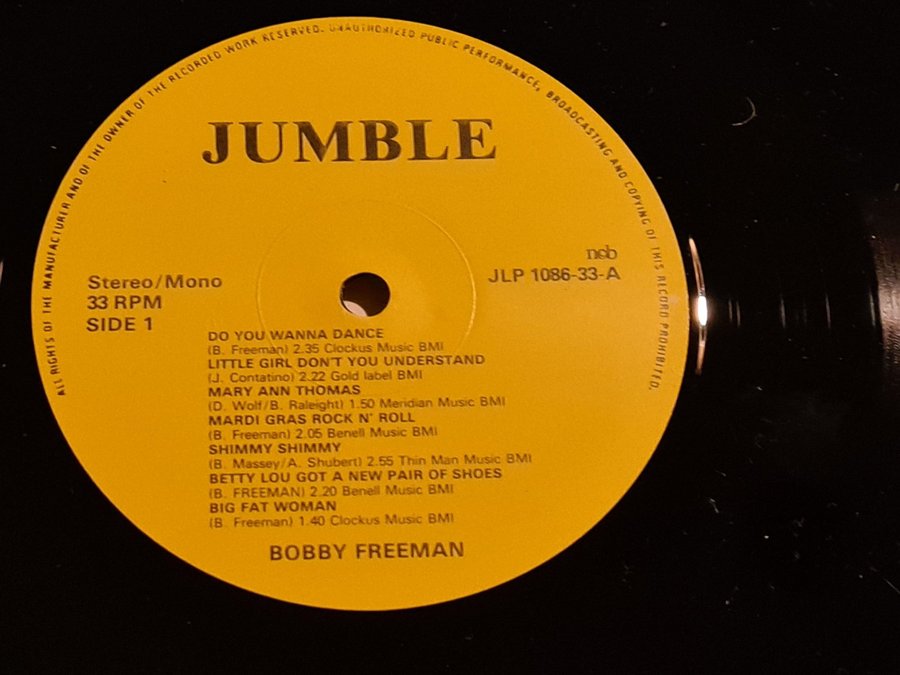 ALL RIGHTS OF THE MANUFACTURER AND OF THE OWNER OF THE RECORDED WORK RESERVED. UNAUTHORIZED PUBLIC PERFORMANCE, BROADCASTING AND COPYING OF THIS RECORD PROHIBITED.
JUMBLE
ncb
Stereo/Mono
JLP 1086-33-A
33 RPM
SIDE 1
DO YOU WANNA DANCE
(B. Freeman) 2.35 Clockus Music BMI
LITTLE GIRL DON'T YOU UNDERSTAND
(J. Contatino) 2.22 Gold label BMI
MARY ANN THOMAS
(D. Wolf/B. Raleight) 1.50 Meridian Music BMI
MARDI GRAS ROCK N' ROLL
(B. Freeman) 2.05 Benell Music BMI
SHIMMY SHIMMY
(B. Massey/A. Shubert) 2.55 Thin Man Music BMI
BETTY LOU GOT A NEW PAIR OF SHOES
(B. FREEMAN) 2.20 Benell Music BMI
BIG FAT WOMAN
(B. Freeman) 1.40 Clockus Music BMI
BOBBY FREEMAN